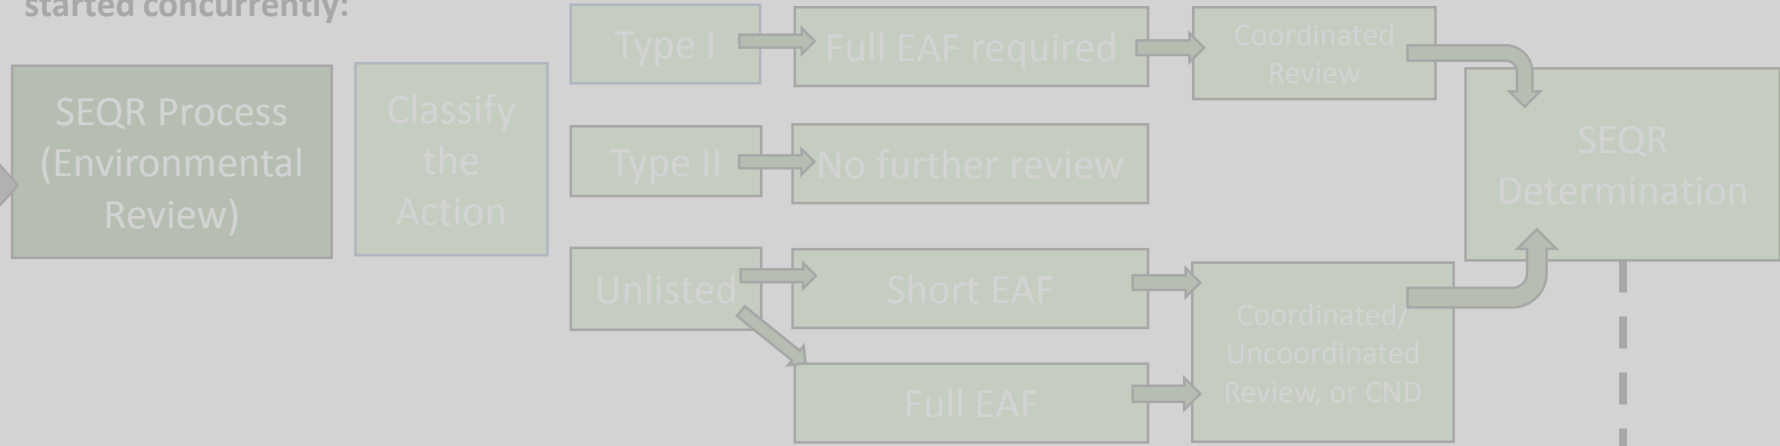 started concurrently:
SEQR Process
(Environmental
Review)
Classify
the
Action
Type I
Full EAF required
Coordinated
Review
Type II
No further review
Unlisted
Short EAF
Full EAF
Coordinated/
Uncoordinated
Review, or CND
SEQR
Determination